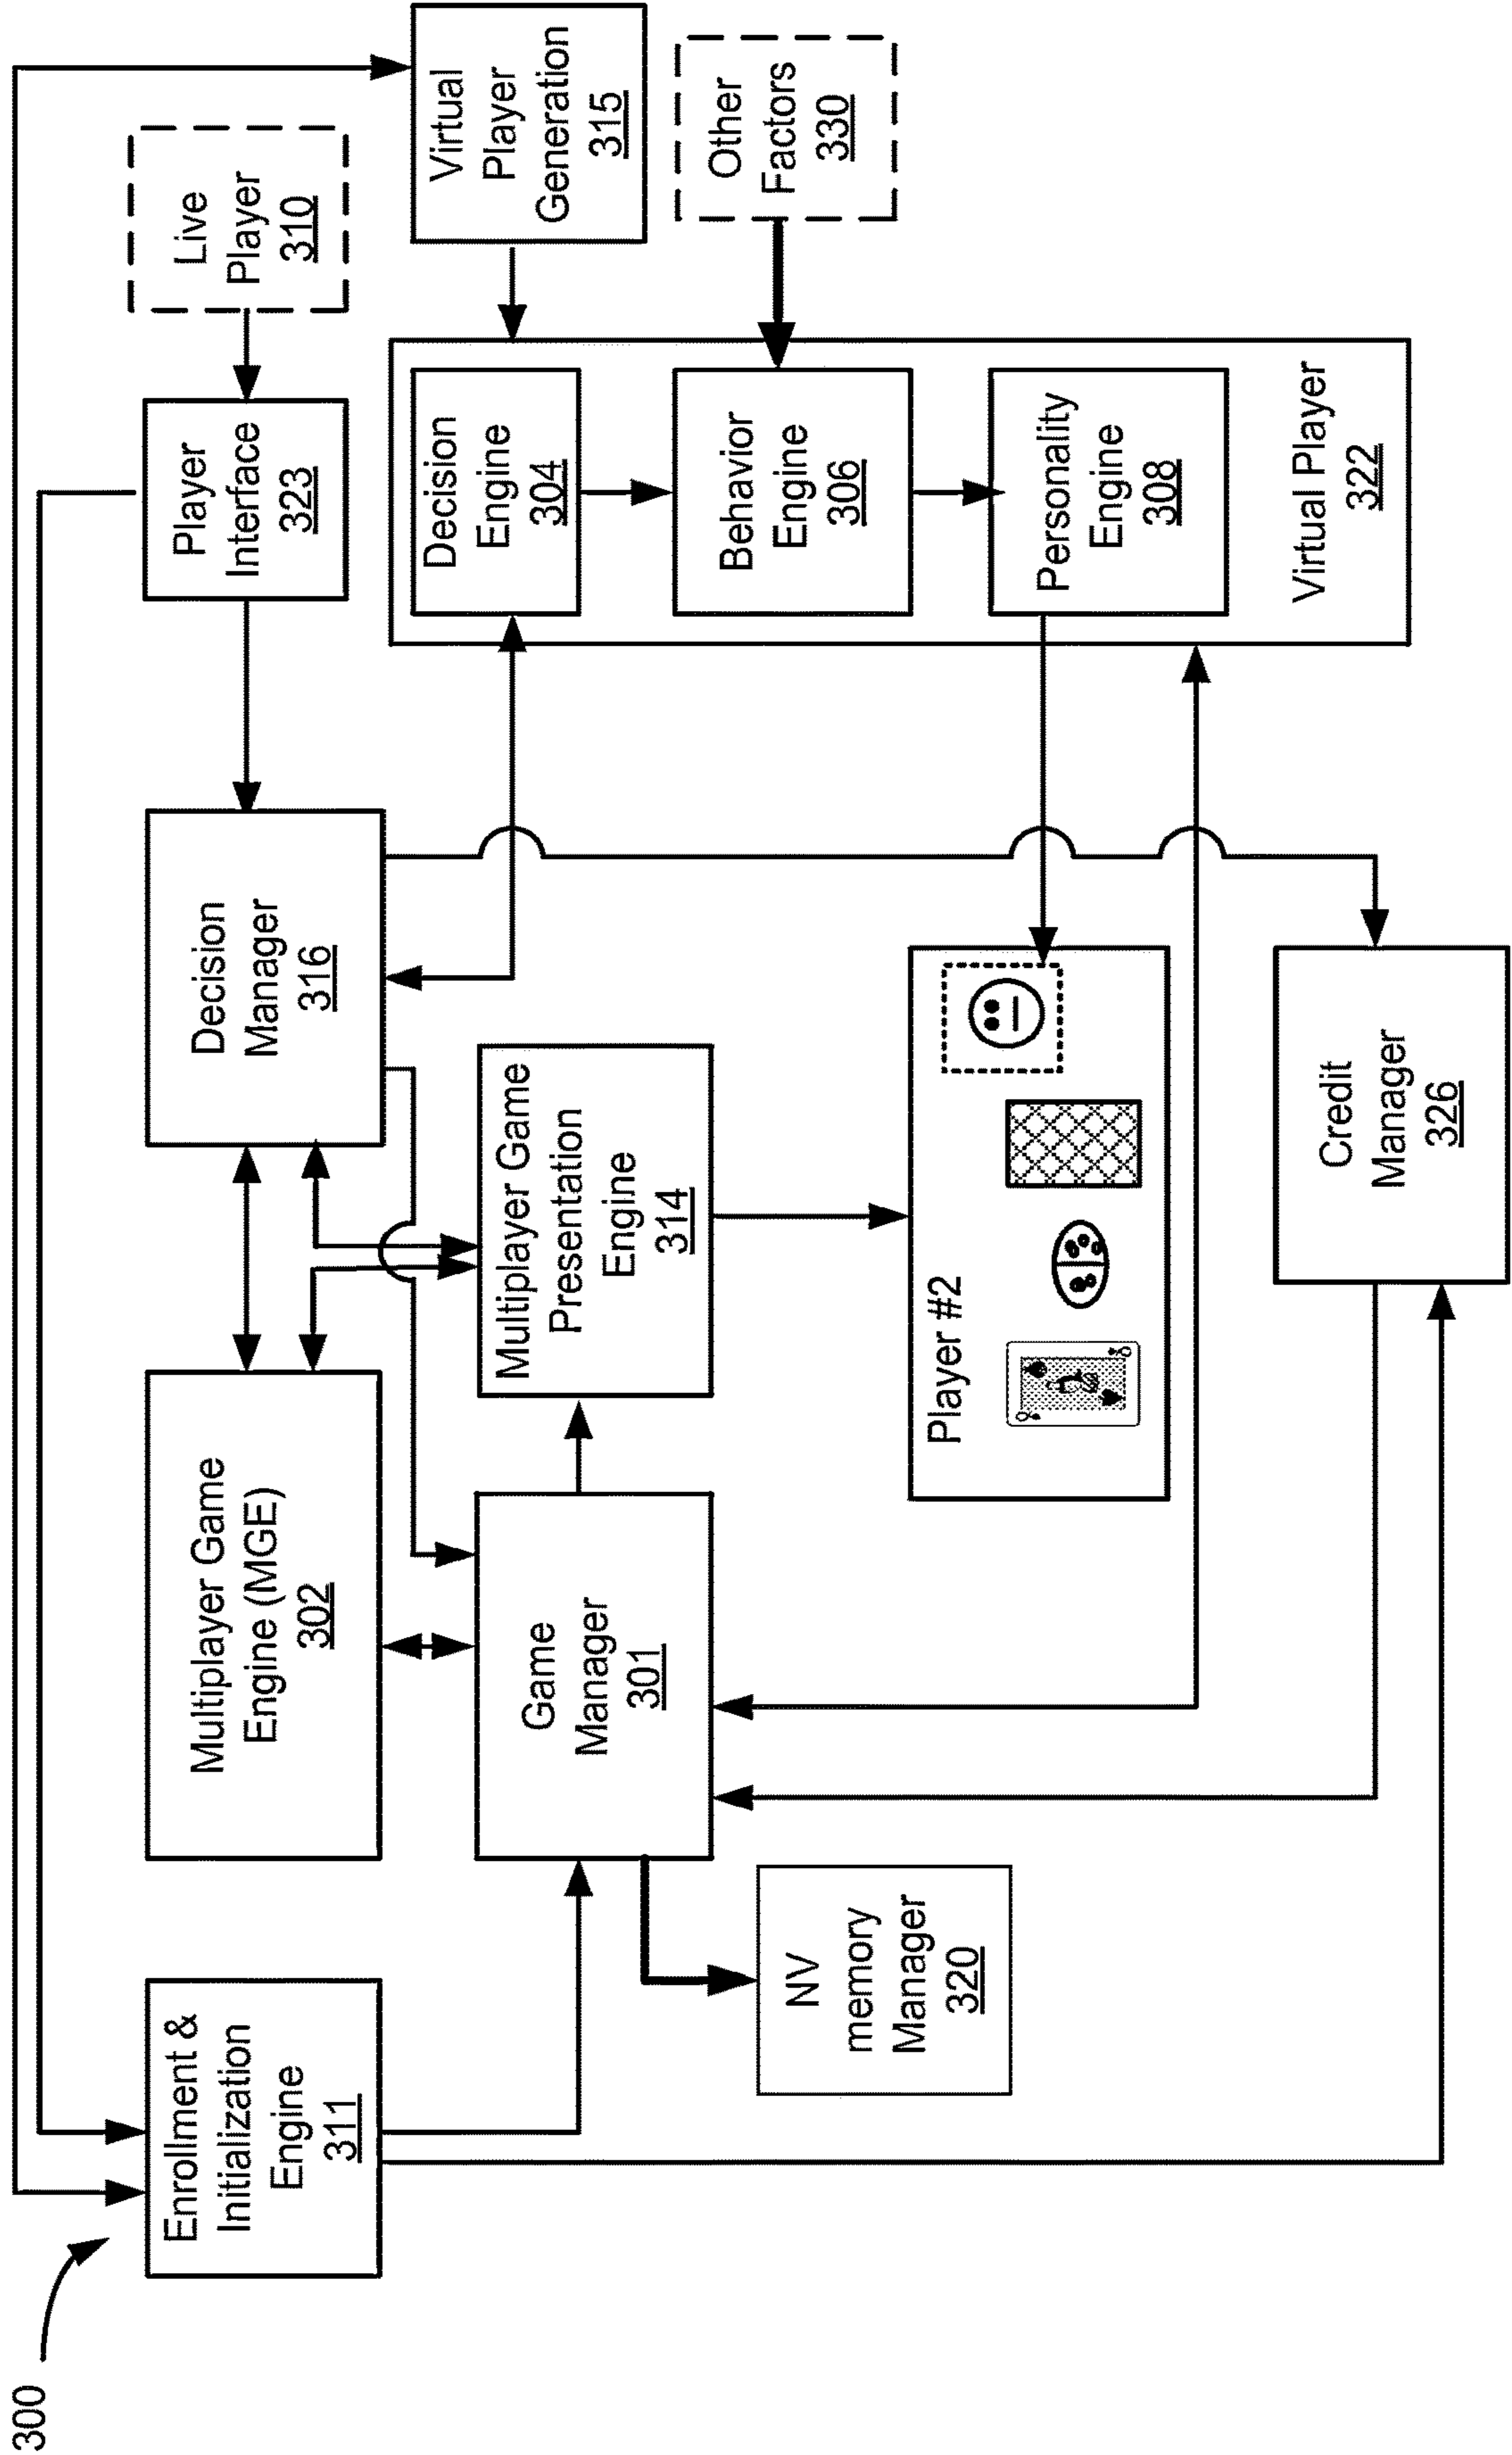 300
Enrollment &
Initialization
Engine
311
Multiplayer Game
Engine (MGE)
302
Decision
Manager
316
Player
Interface
323
Live
Player
310
Game
Manager
301
Multiplayer Game
Presentation
Engine
314
Decision
Engine
304
Virtual
Player
Generation
315
NV
memory
Manager
320
Behavior
Engine
306
Other
Factors
330
Player #2
Q
Q
Personality
Engine
308
Virtual Player
322
Credit
Manager
326